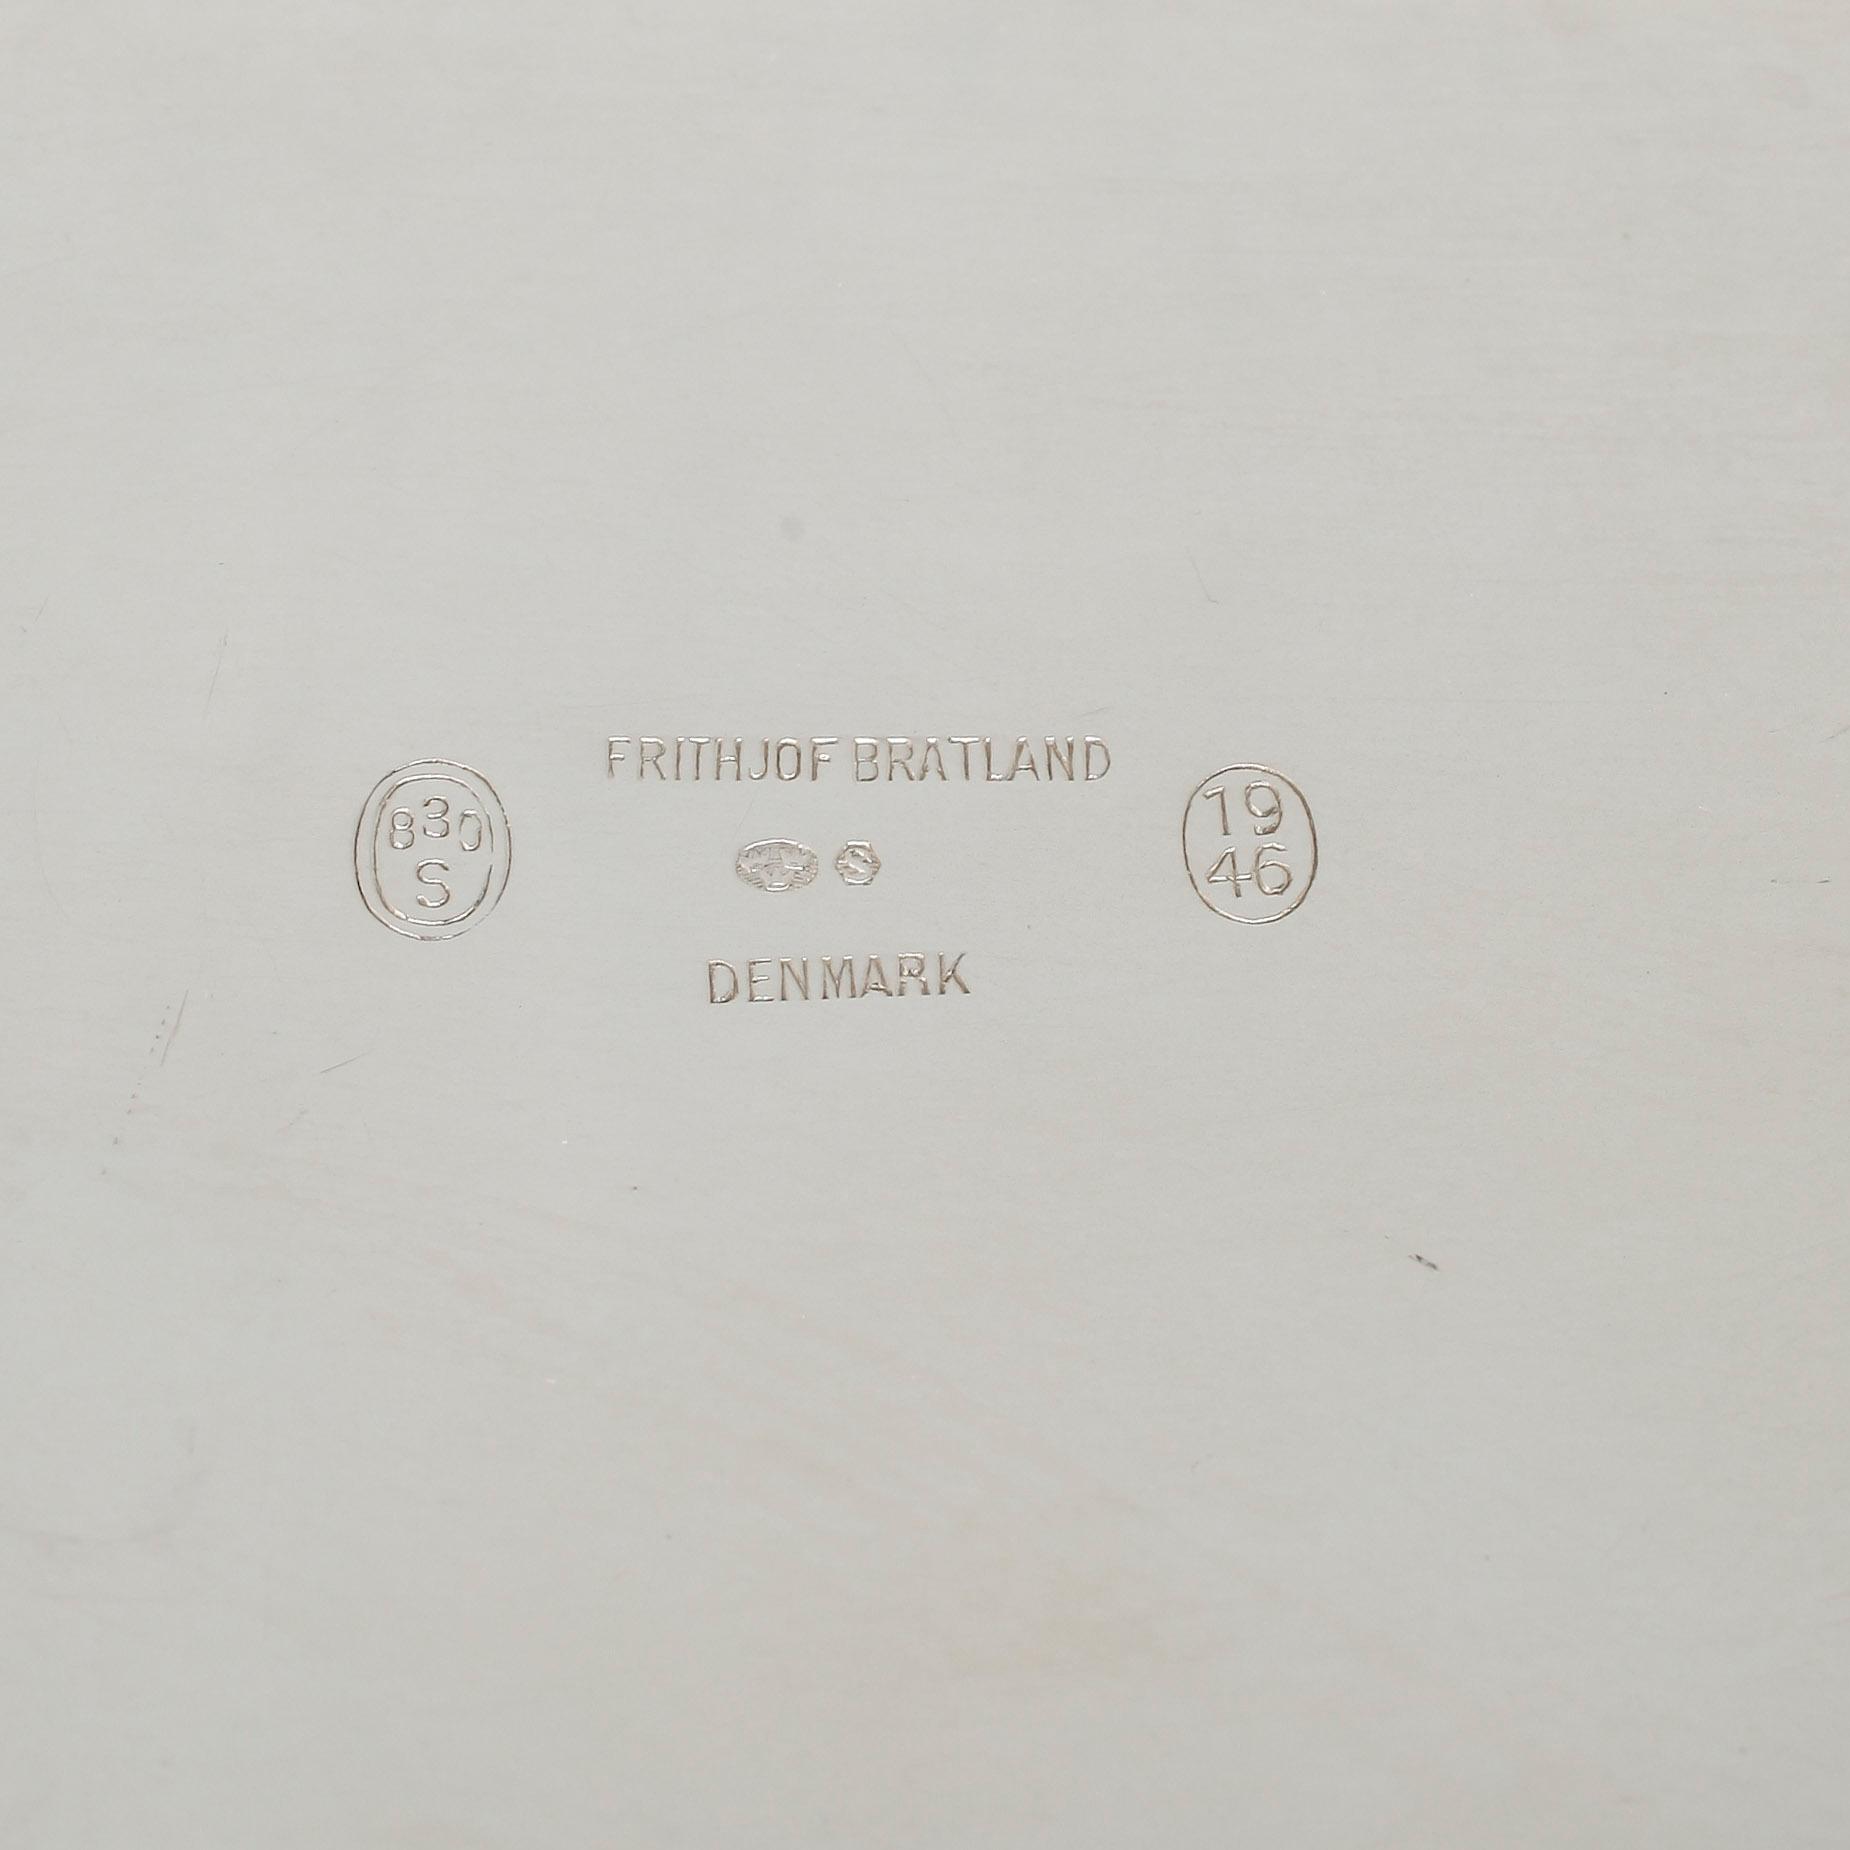 FRITHJOF BRATLAND
830
S
S
19
46
DENMARK